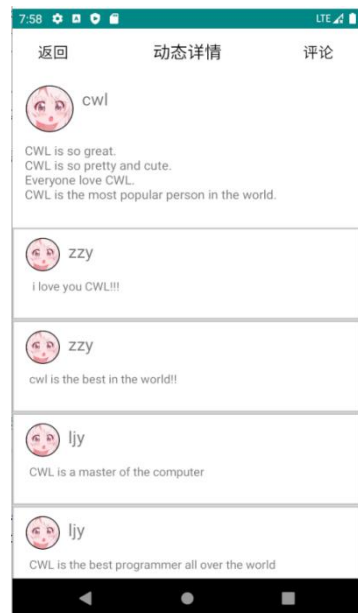 7:58 LTE
返回 动态详情 评论
cwl
CWL is so great.
CWL is so pretty and cute.
Everyone love CWL.
CWL is the most popular person in the world.
zzy
i love you CWL!!!
zzy
cwl is the best in the world!!
ljy
CWL is a master of the computer
ljy
CWL is the best programmer all over the world